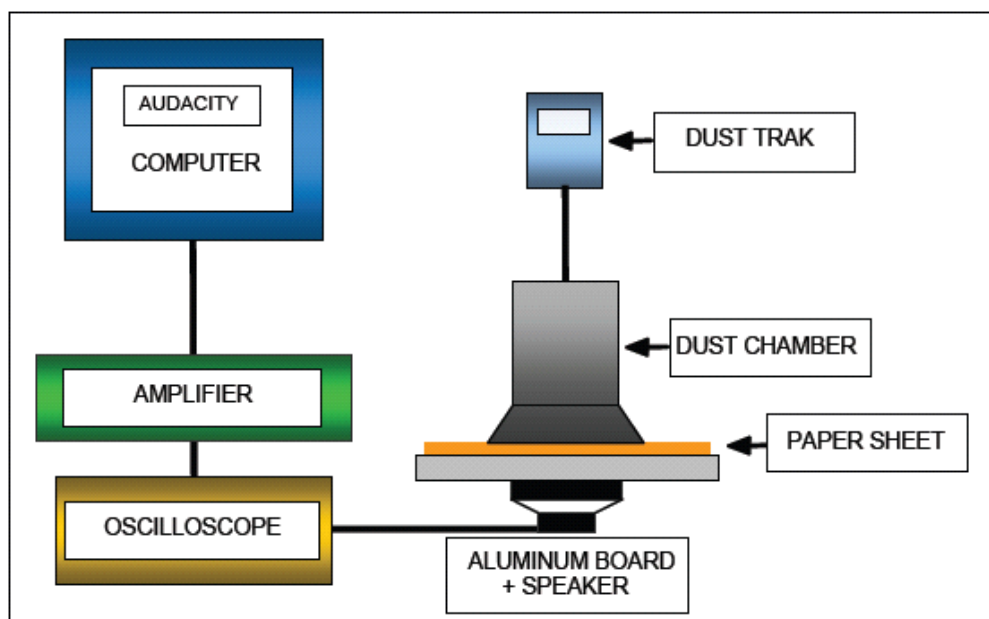 AUDACITY
COMPUTER
DUST TRAK
DUST CHAMBER
AMPLIFIER
PAPER SHEET
OSCILLOSCOPE
ALUMINUM BOARD
+ SPEAKER